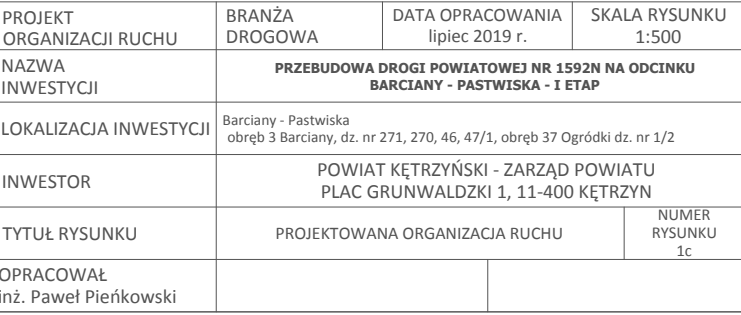 PROJEKT
ORGANIZACJI RUCHU
BRANŻA
DROGOWA
DATA OPRACOWANIA
lipiec 2019 r.
SKALA RYSUNKU
1:500
NAZWA
INWESTYCJI
PRZEBUDOWA DROGI POWIATOWEJ NR 1592N NA ODCINKU
BARCIANY - PASTWISKA - I ETAP
LOKALIZACJA INWESTYCJI
Barciany - Pastwiska
obręb 3 Barciany, dz. nr 271, 270, 46, 47/1, obręb 37 Ogródki dz. nr 1/2
INWESTOR
POWIAT KĘTRZYŃSKI - ZARZĄD POWIATU
PLAC GRUNWALDZKI 1, 11-400 KĘTRZYN
TYTUŁ RYSUNKU
PROJEKTOWANA ORGANIZACJA RUCHU
NUMER
RYSUNKU
1c
OPRACOWAŁ
inż. Paweł Pieńkowski